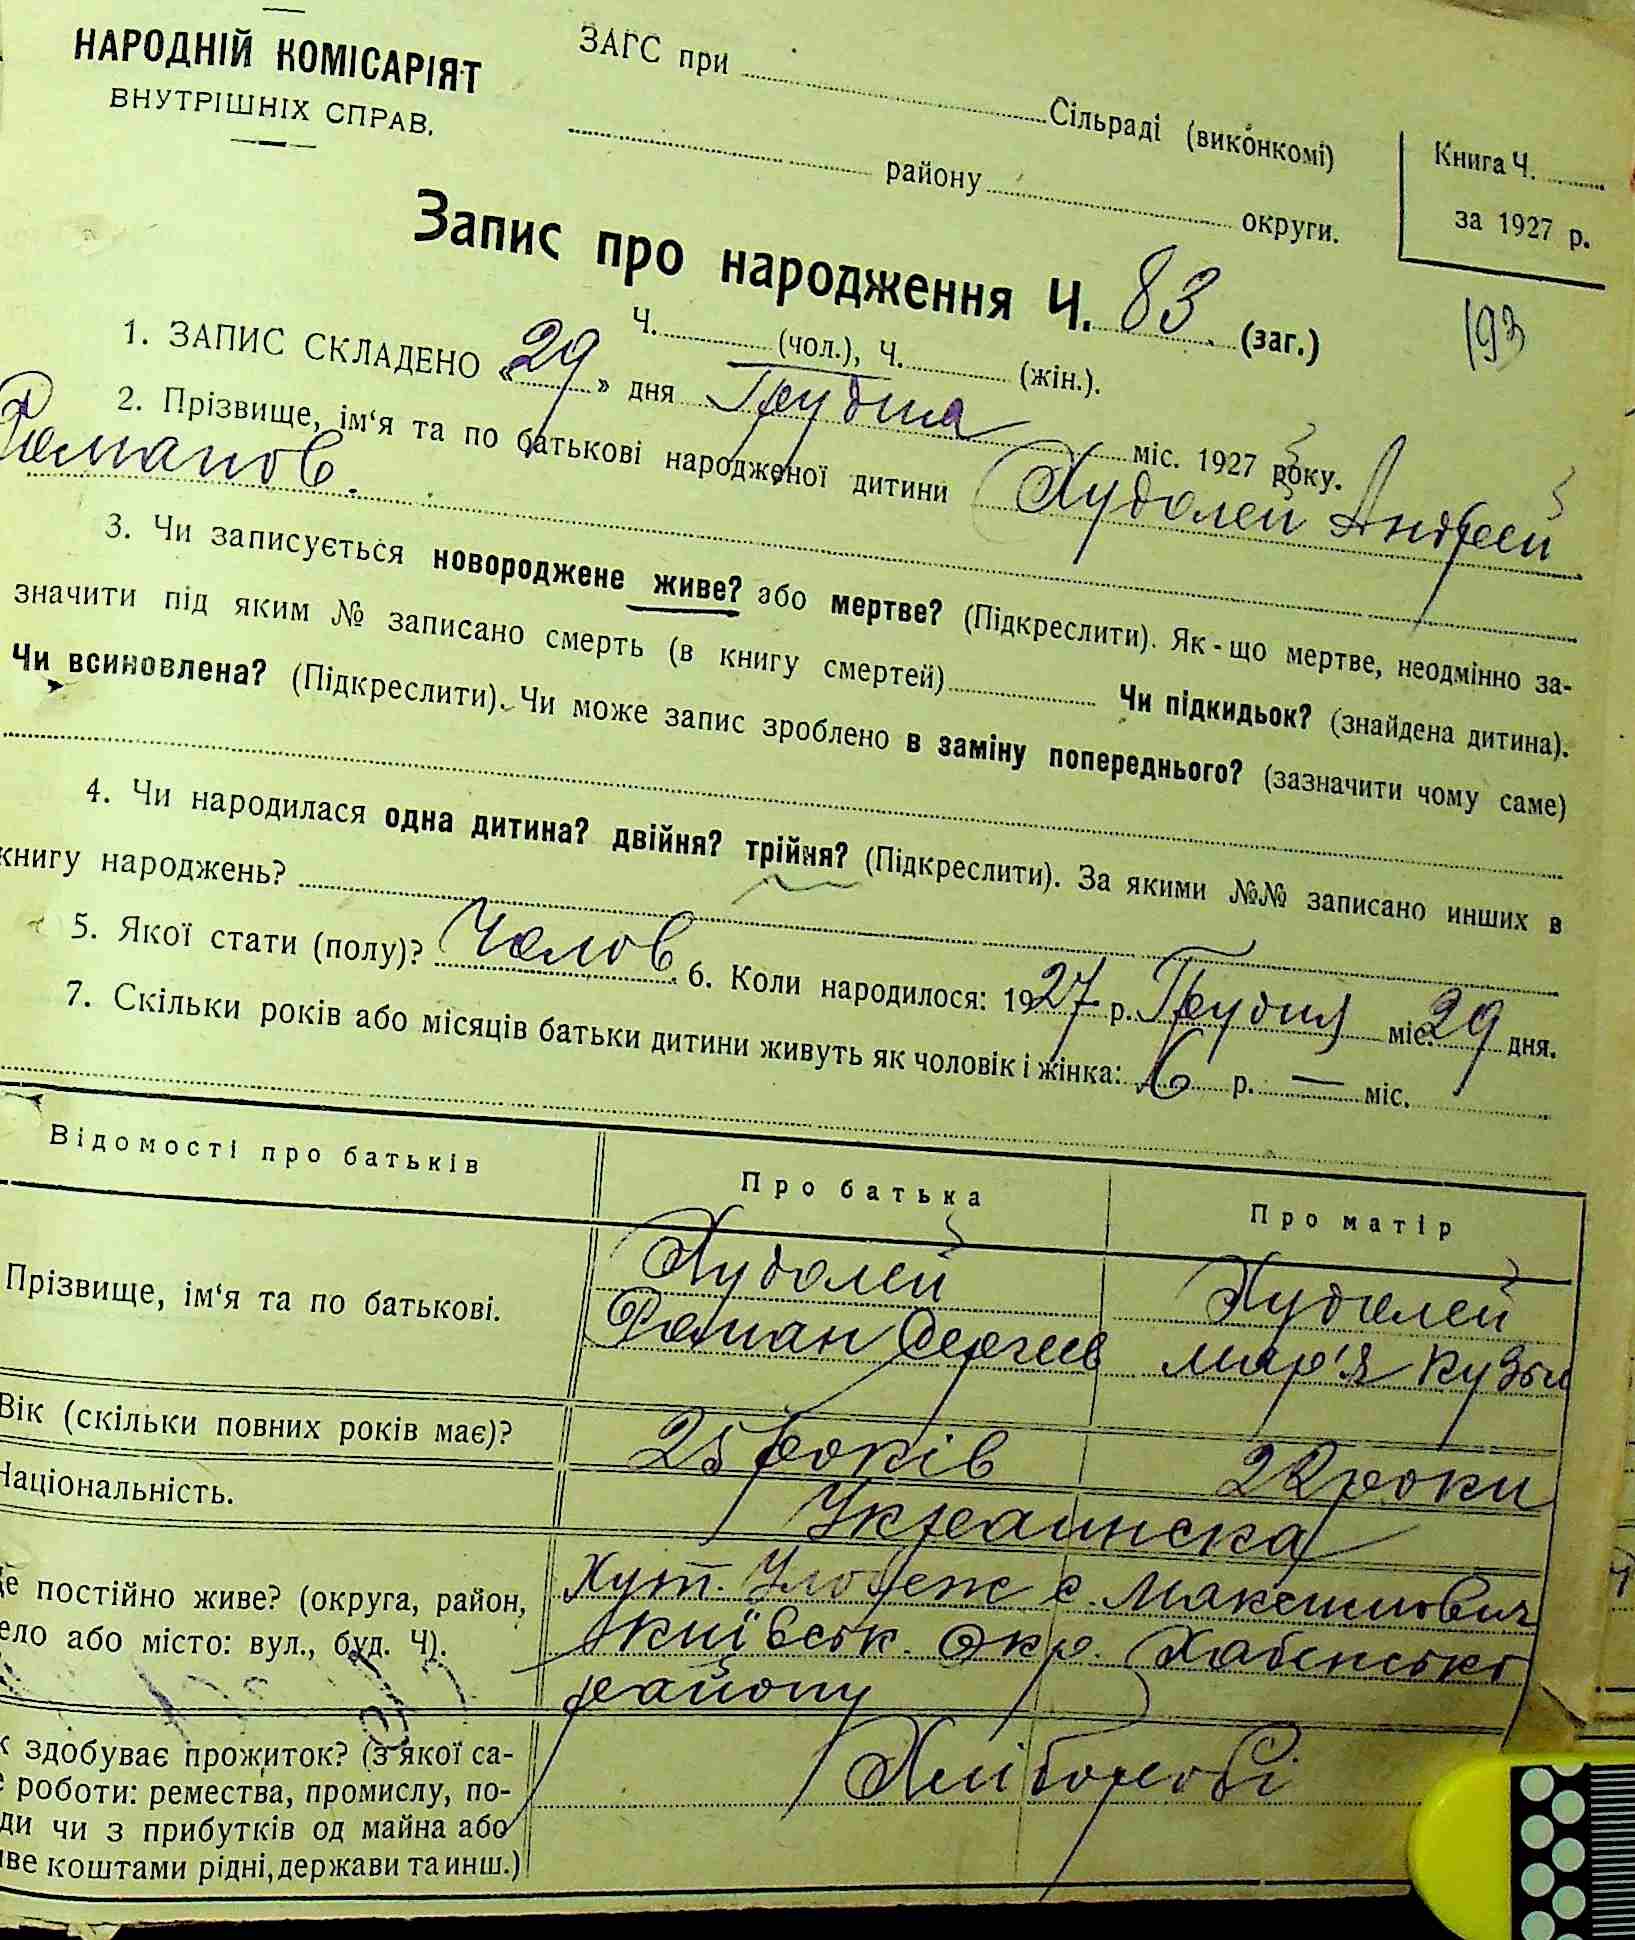 НАРОДНІЙ КОМІСАРІЯТ
ВНУТРІШНІХ СПРАВ.
ЗАГС при
Сільраді (виконкомі)
району округи.
Книга Ч.
за 1927 р.
Запис про народження Ч. 83 (заг.)
193
Ч. (чол.), Ч. (жін.).
1. ЗАПИС СКЛАДЕНО «29» дня Грудня міс. 1927 року.
2. Прізвище, ім‘я та по батькові народженої дитини Худолей Андрей
Романов.
3. Чи записується новороджене живе? або мертве? (Підкреслити). Як-що мертве, неодмінно за-
значити під яким № записано смерть (в книгу смертей) Чи підкидьок? (знайдена дитина).
Чи всиновлена? (Підкреслити). Чи може запис зроблено в заміну попереднього? (зазначити чому саме)
4. Чи народилася одна дитина? двійня? трійня? (Підкреслити). За якими №№ записано инших в
книгу народжень?
5. Якої стати (полу)? Чолов. 6. Коли народилося: 1927 р. Грудня міс. 29 дня.
7. Скільки років або місяців батьки дитини живуть як чоловік і жінка: 6 р. — міс.
Відомості про батьків Про батька Про матір
Прізвище, ім‘я та по батькові.
Худолей Худолей
Роман Сергеев Мар'я Кузьм
Вік (скільки повних років має)? 25 років 22 роки
Національність. Украинска
це постійно живе? (округа, район,
ело або місто: вул., буд. Ч).
Хут. с. Максимович
Київськ. Окр. Хабенськ
району
к здобуває прожиток? (з якої са-
е роботи: ремества, промислу, по-
ди чи з прибутків од майна або
иве коштами рідні, держави та инш.)
Хлібороби